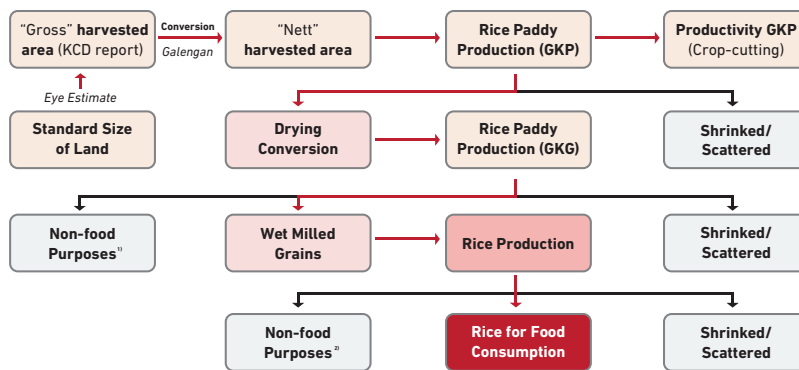 “Gross” harvested
area (KCD report)
Conversion
Galengan
“Nett”
harvested area
Rice Paddy
Production (GKP)
Productivity GKP
(Crop-cutting)
Eye Estimate
Standard Size
of Land
Drying
Conversion
Rice Paddy
Production (GKG)
Shrinked/
Scattered
Non-food
Purposes 1)
Wet Milled
Grains
Rice Production
Shrinked/
Scattered
Non-food
Purposes 2)
Rice for Food
Consumption
Shrinked/
Scattered